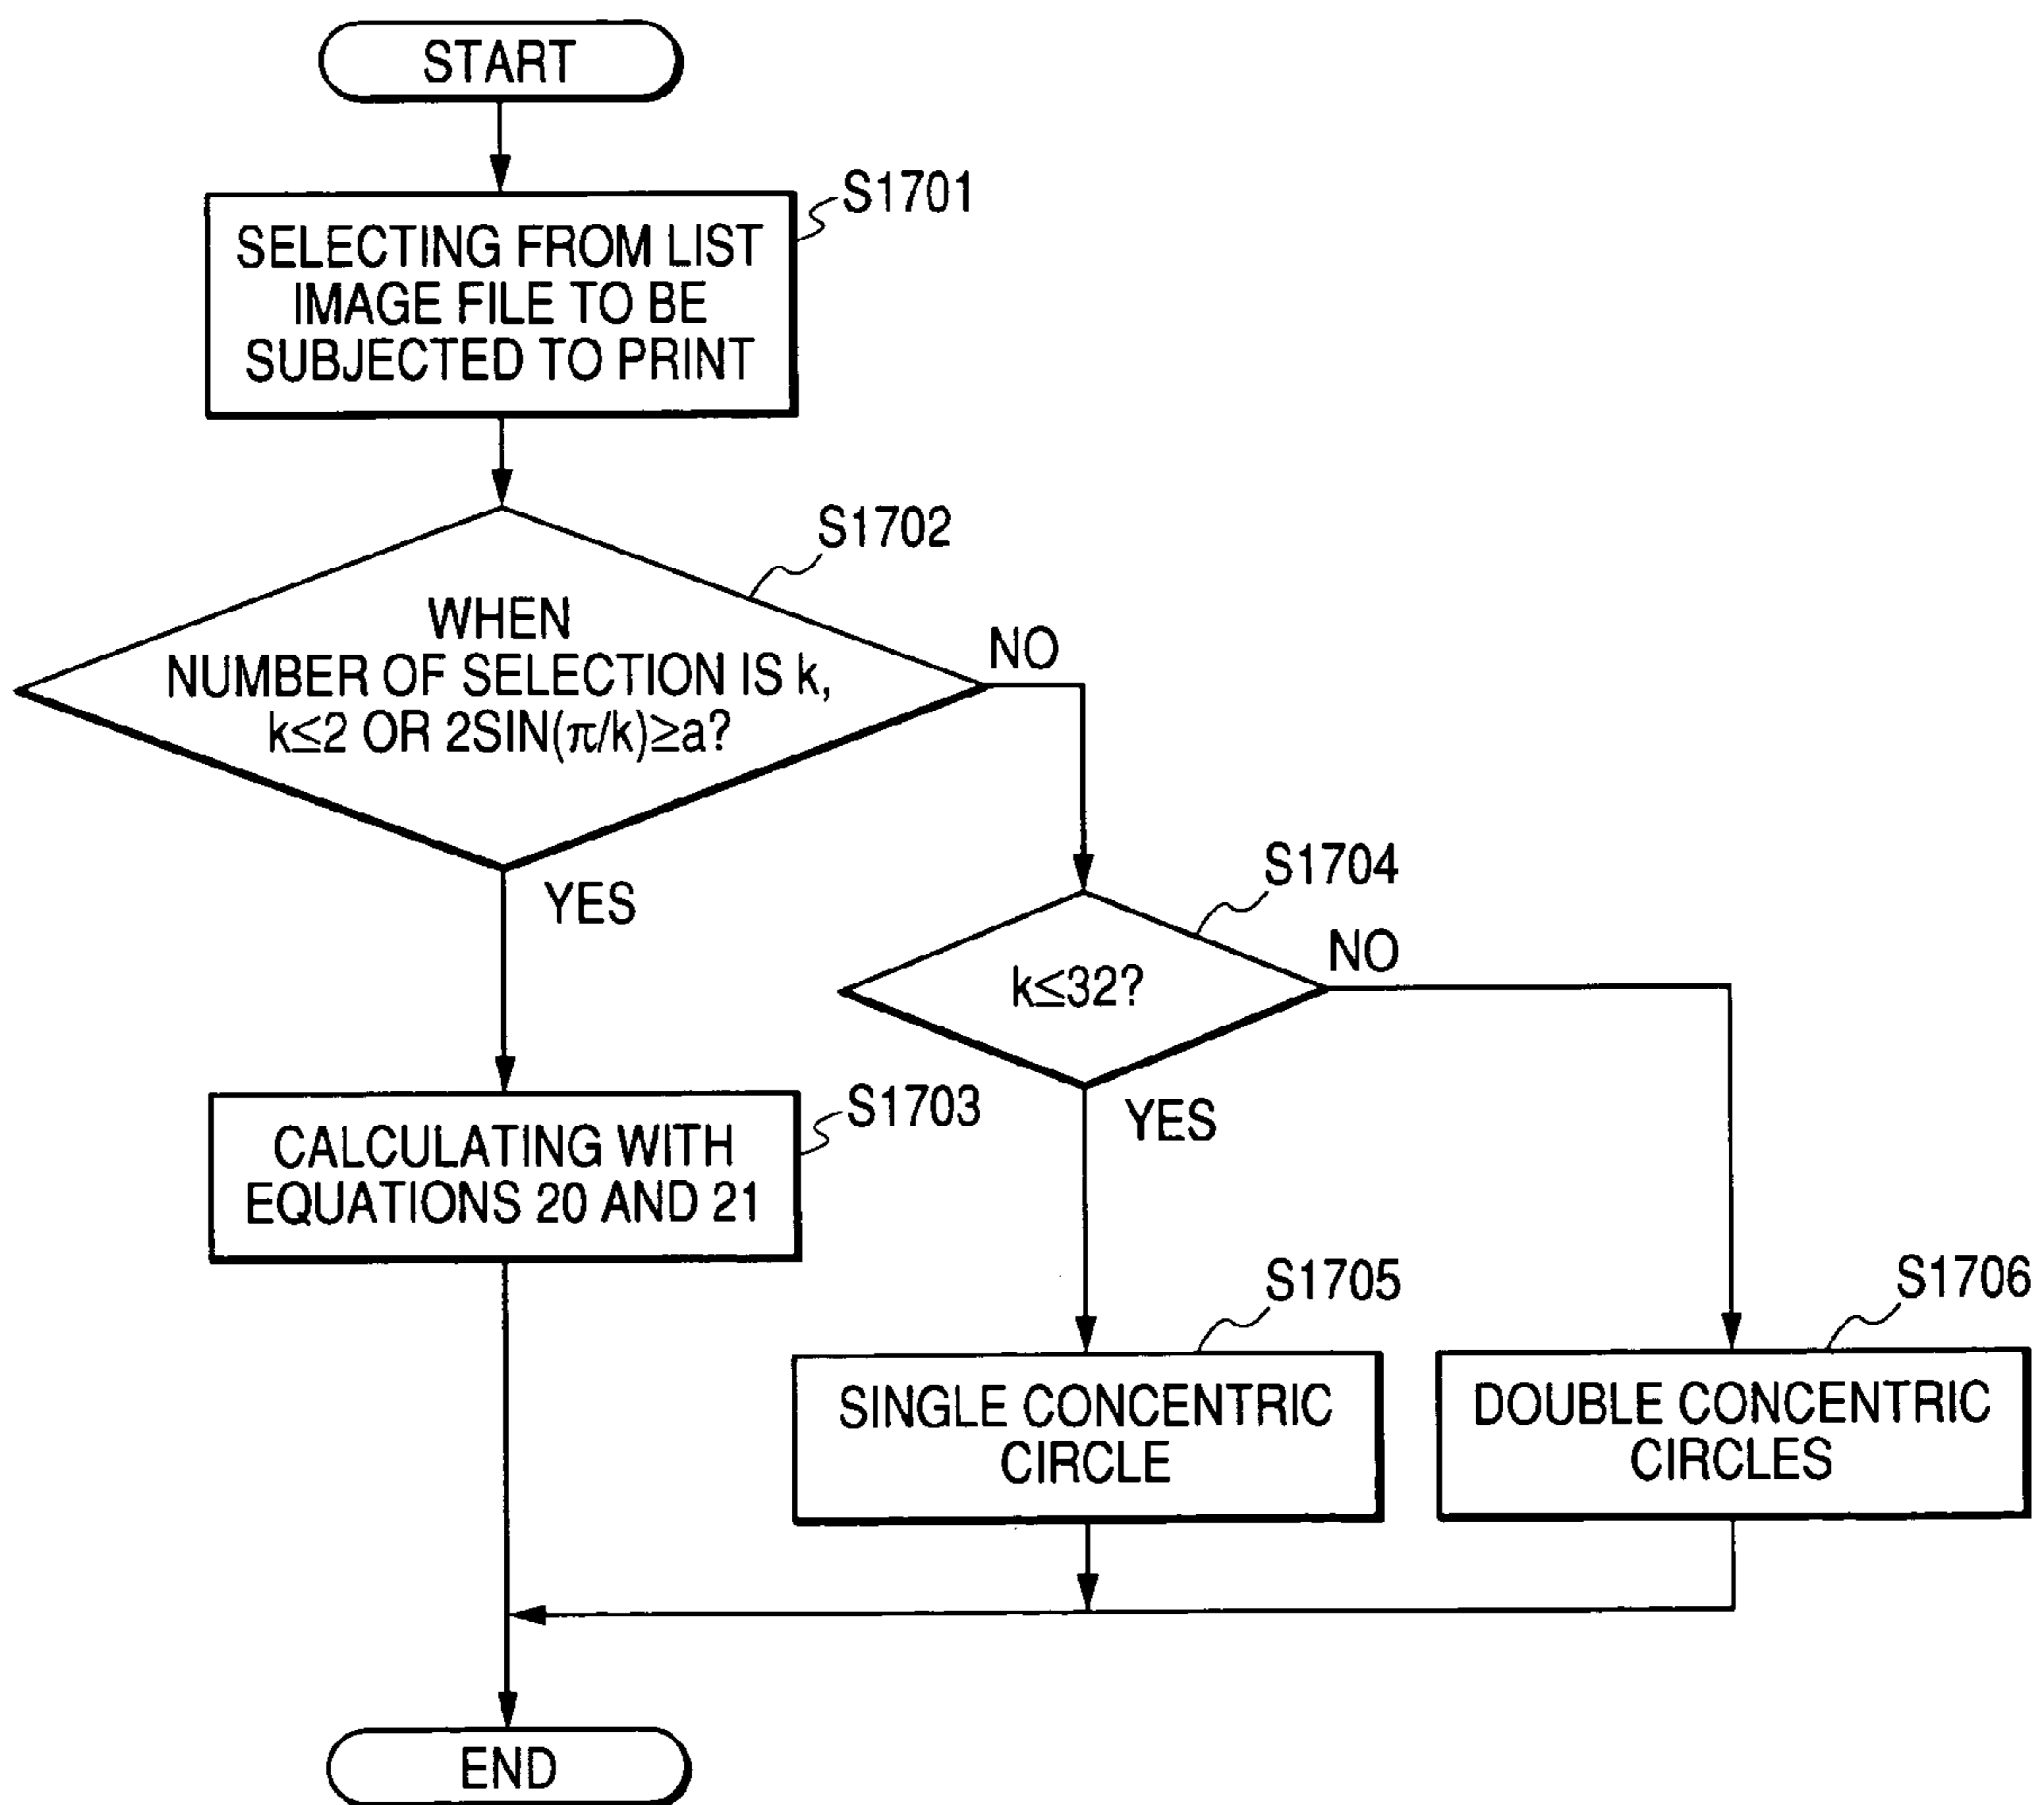 START
S1701
SELECTING FROM LIST
IMAGE FILE TO BE
SUBJECTED TO PRINT
S1702
WHEN
NUMBER OF SELECTION IS k,
k≤2 OR 2SIN(π/k)≥a?
NO
YES
S1704
k≤32?
NO
YES
S1703
CALCULATING WITH
EQUATIONS 20 AND 21
S1705
SINGLE CONCENTRIC
CIRCLE
S1706
DOUBLE CONCENTRIC
CIRCLES
END